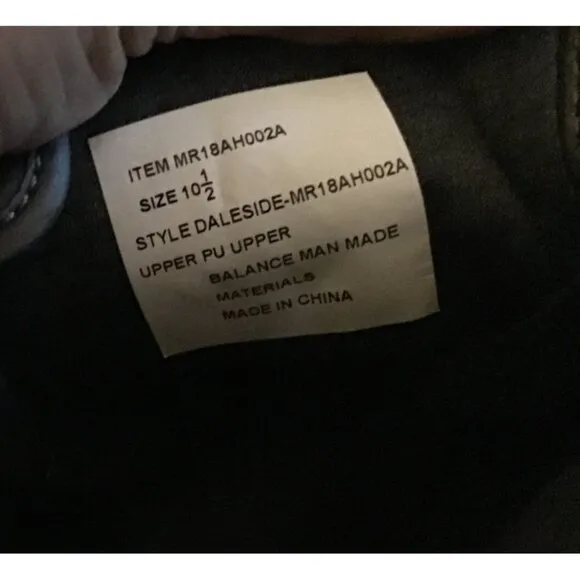 ITEM MR18AH002A
SIZE 10½
STYLE DALESIDE-MR18AH002A
UPPER PU UPPER
BALANCE MAN MADE
MATERIALS
MADE IN CHINA